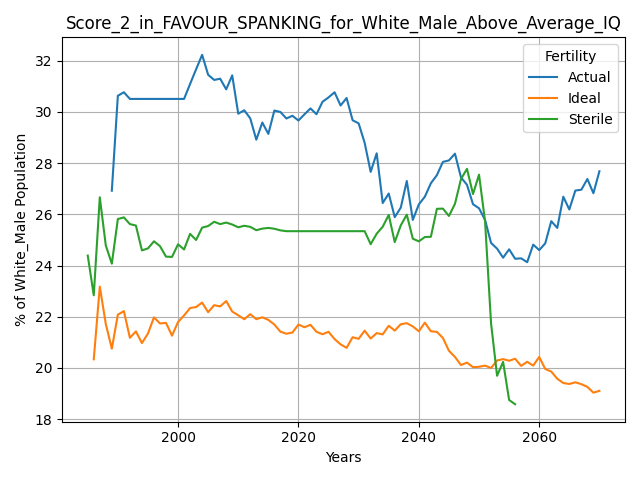 Score_2_in_FAVOUR_SPANKING_for_White_Male_Above_Average_IQ
Fertility
Actual
Ideal
Sterile
% of White_Male Population
32
30
28
26
24
22
20
18
2000
2020
2040
2060
Years